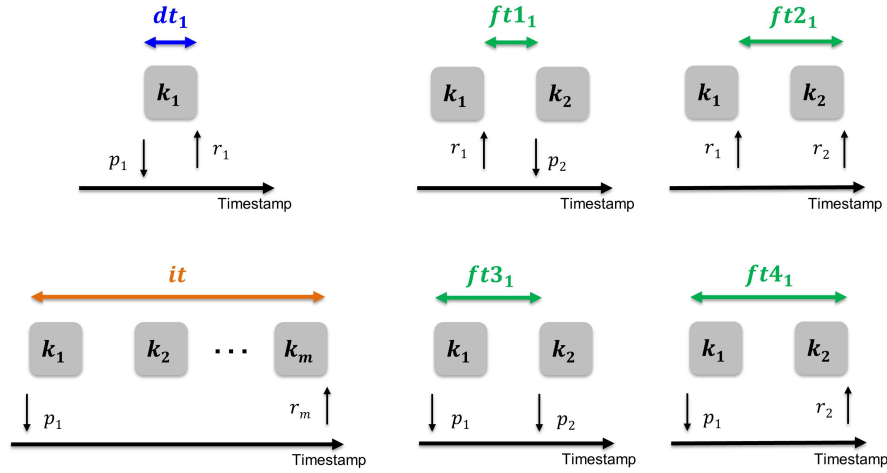 dt₁
k₁
p₁
r₁
Timestamp
ft1₁
k₁
k₂
r₁
p₂
Timestamp
ft2₁
k₁
k₂
r₁
r₂
Timestamp
it
k₁
k₂
...
kₘ
p₁
rₘ
Timestamp
ft3₁
k₁
k₂
p₁
p₂
Timestamp
ft4₁
k₁
k₂
p₁
r₂
Timestamp